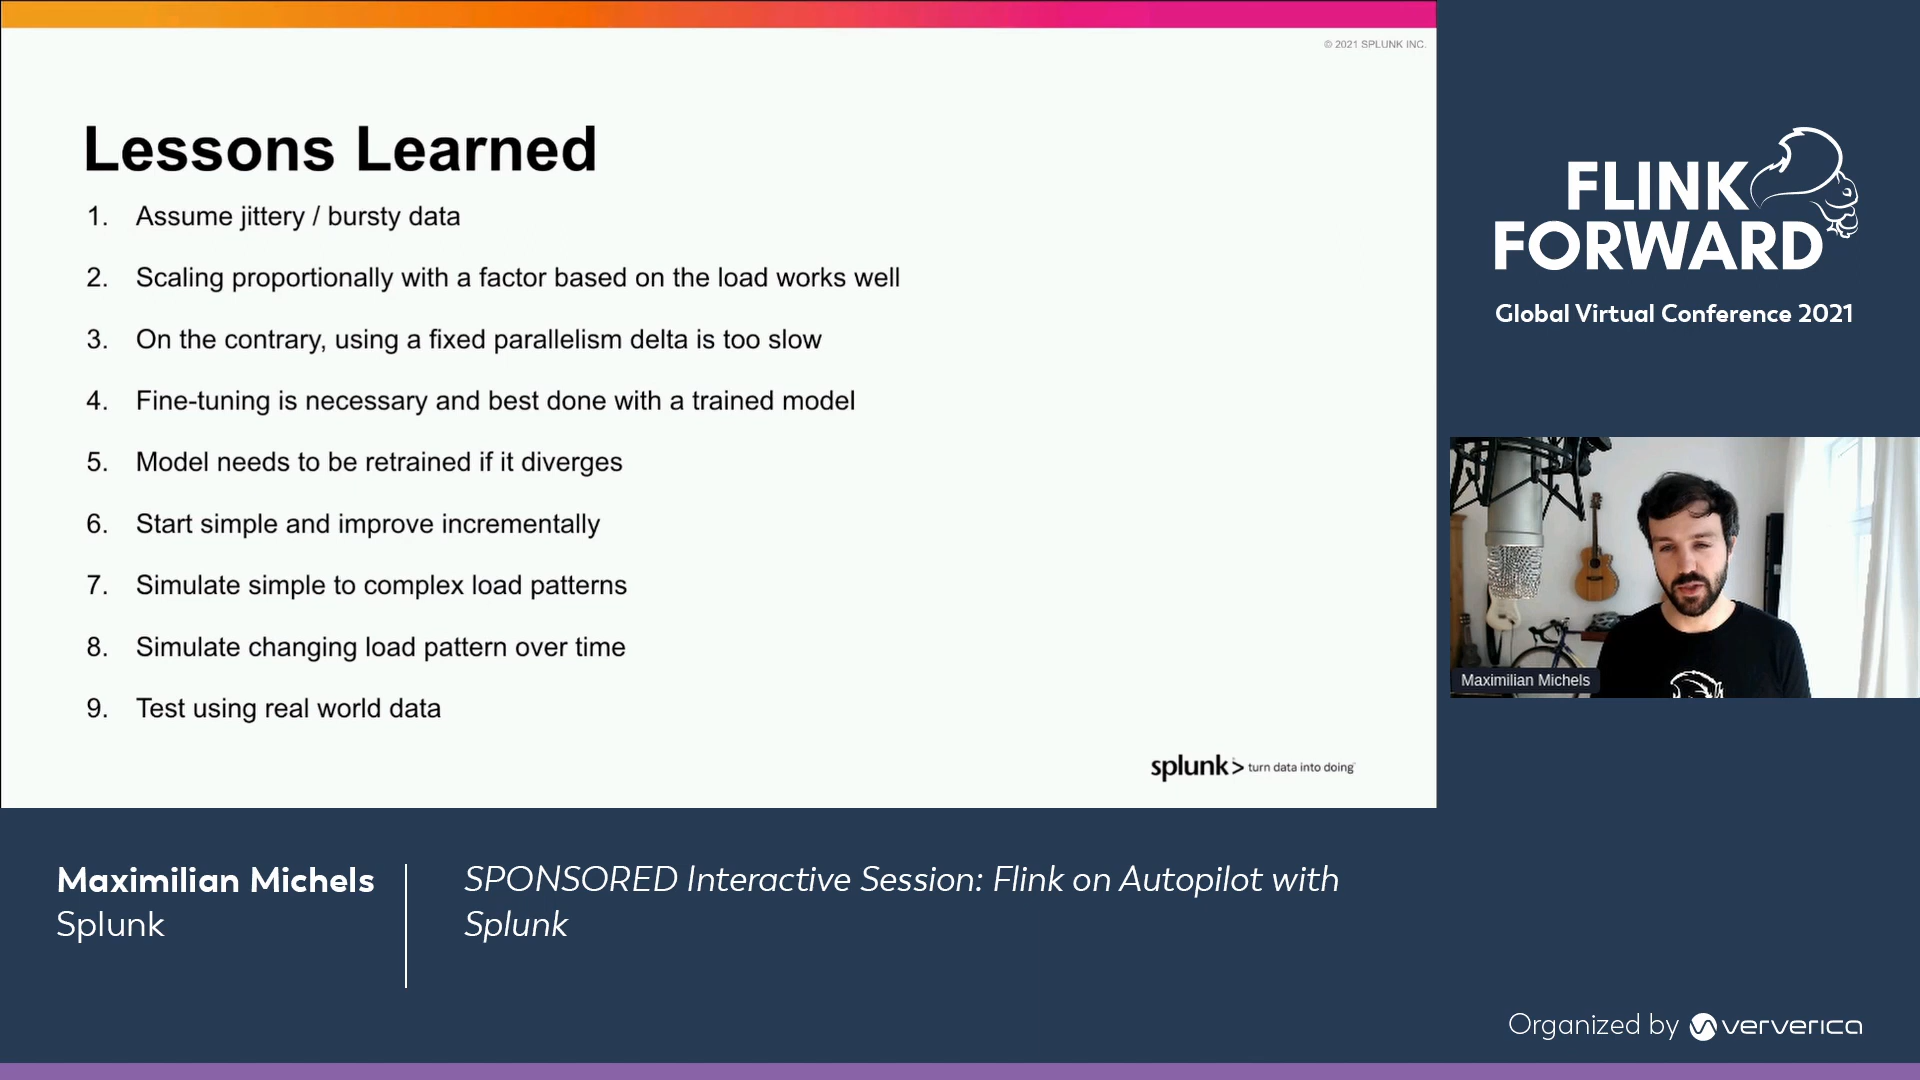 © 2021 SPLUNK INC.
Lessons Learned
1. Assume jittery / bursty data
2. Scaling proportionally with a factor based on the load works well
3. On the contrary, using a fixed parallelism delta is too slow
4. Fine-tuning is necessary and best done with a trained model
5. Model needs to be retrained if it diverges
6. Start simple and improve incrementally
7. Simulate simple to complex load patterns
8. Simulate changing load pattern over time
9. Test using real world data
splunk> turn data into doing
FLINK
FORWARD
Global Virtual Conference 2021
Maximilian Michels
Maximilian Michels
Splunk
SPONSORED Interactive Session: Flink on Autopilot with
Splunk
Organized by ververica